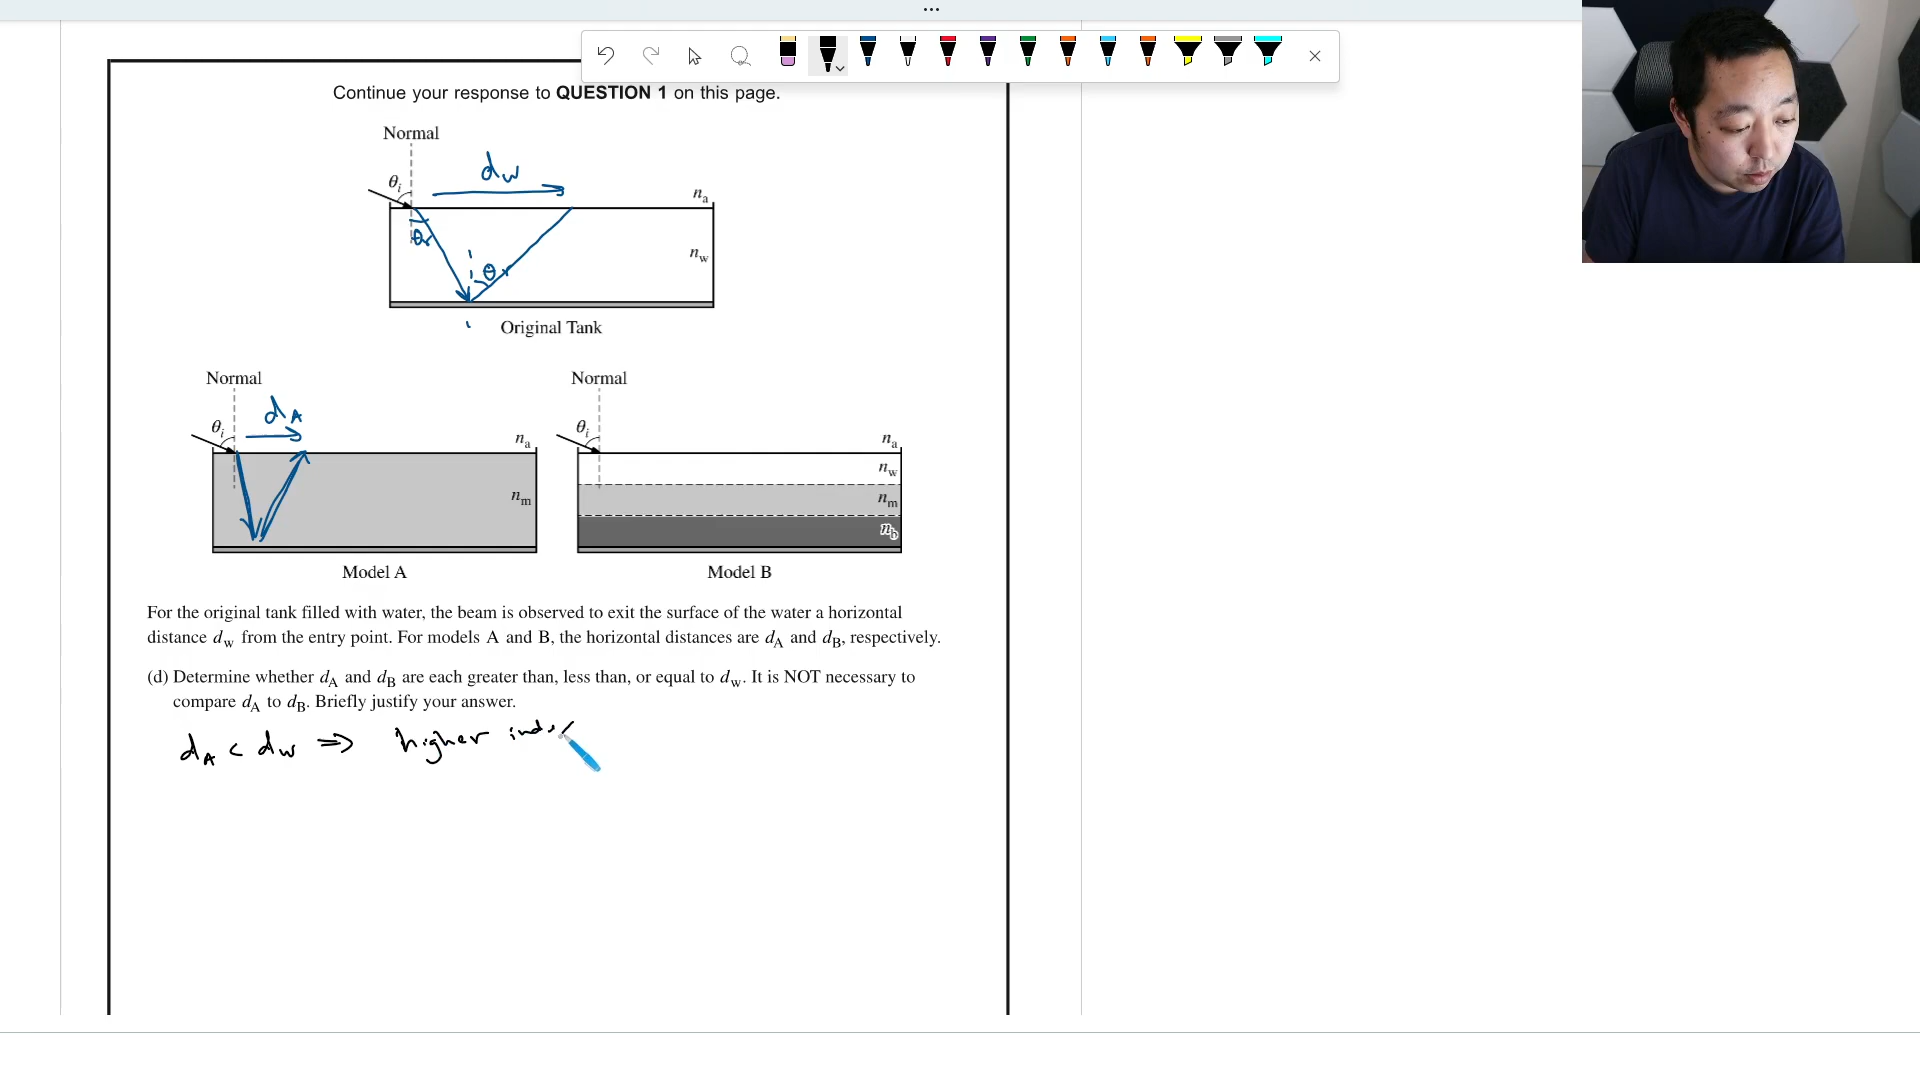 Continue your response to QUESTION 1 on this page.
Normal
dw
θi
na
θr
nw
θr
Original Tank
Normal
Normal
dA
θi
na
θi
na
nw
nm
nm
nb
Model A
Model B
For the original tank filled with water, the beam is observed to exit the surface of the water a horizontal
distance dw from the entry point. For models A and B, the horizontal distances are dA and dB, respectively.
(d) Determine whether dA and dB are each greater than, less than, or equal to dw. It is NOT necessary to
compare dA to dB. Briefly justify your answer.
dA < dw ⇒ higher